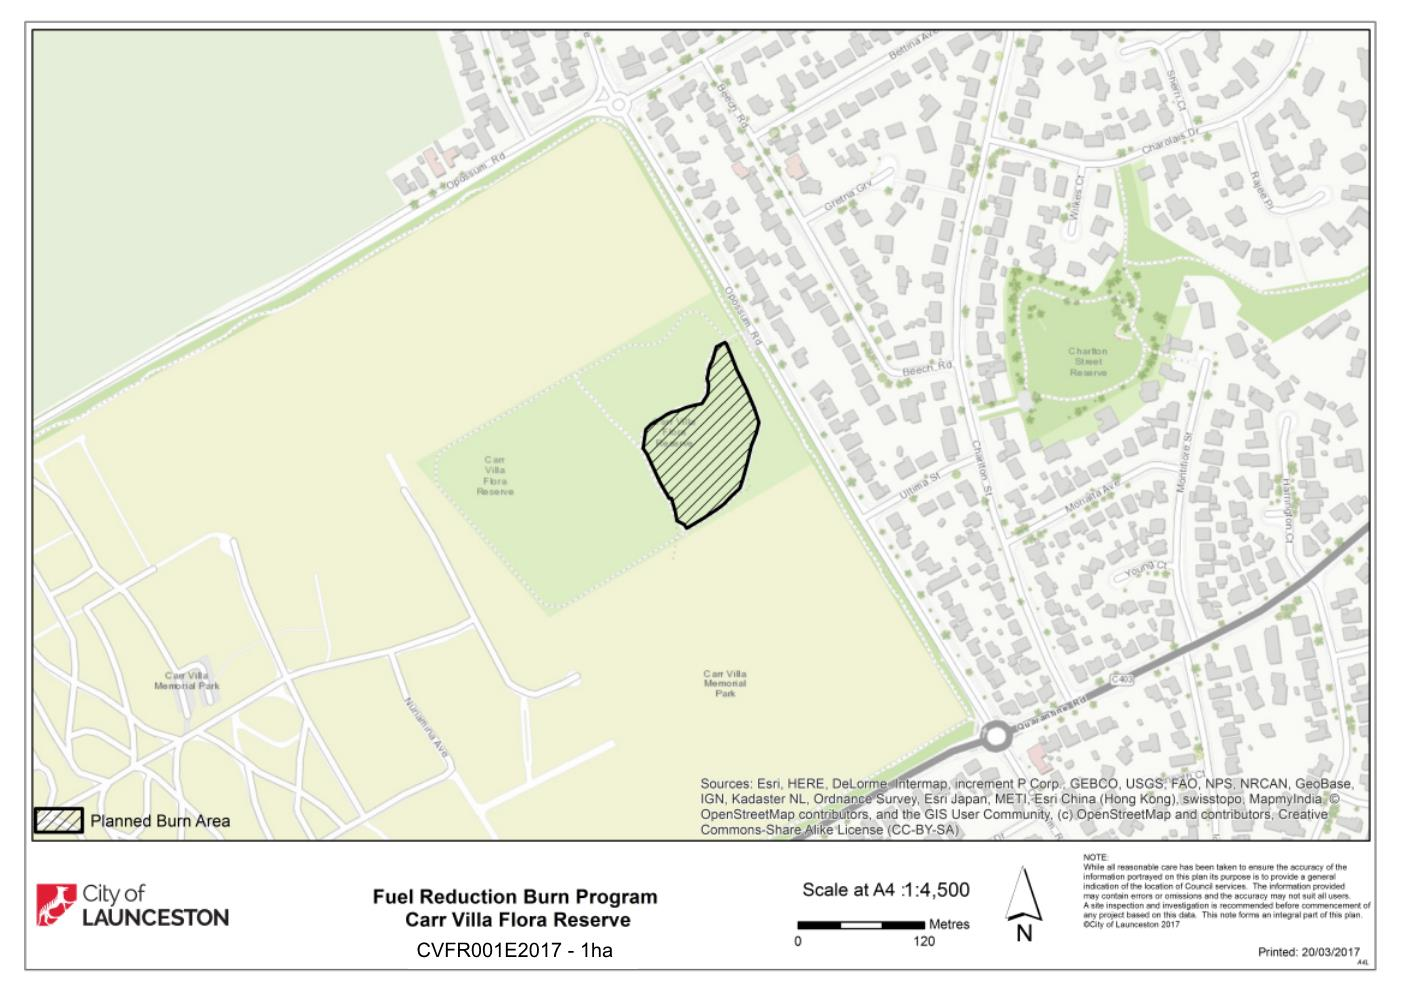 Bettina Ave
Beech Rd
Sherri Ct
Charolais Dr
Opossum Rd
Gretna Grv
Wilkes Ct
Rajee Pl
Opossum Rd
Charlton
Street
Reserve
Beech Rd
Carr Villa
Flora
Reserve
Carr
Villa
Flora
Reserve
Charlton St
Ultima St
Montifiore St
Monatta Ave
Harrington Ct
Young Ct
Carr Villa
Memorial Park
Carr Villa
Memorial
Park
Nunamina Ave
C403
Quarantine Rd
Sources: Esri, HERE, DeLorme, Intermap, increment P Corp., GEBCO, USGS, FAO, NPS, NRCAN, GeoBase,
IGN, Kadaster NL, Ordnance Survey, Esri Japan, METI, Esri China (Hong Kong), swisstopo, MapmyIndia, ©
OpenStreetMap contributors, and the GIS User Community, (c) OpenStreetMap and contributors, Creative
Commons-Share Alike License (CC-BY-SA)
Planned Burn Area
City of
LAUNCESTON
Fuel Reduction Burn Program
Carr Villa Flora Reserve
CVFR001E2017 - 1ha
Scale at A4 :1:4,500
Metres
0 120
N
NOTE:
While all reasonable care has been taken to ensure the accuracy of the
information portrayed on this plan its purpose is to provide a general
indication of the location of Council services. The information provided
may contain errors or omissions and the accuracy may not suit all users.
A site inspection and investigation is recommended before commencement of
any project based on this data. This note forms an integral part of this plan.
©City of Launceston 2017
Printed: 20/03/2017
A4L